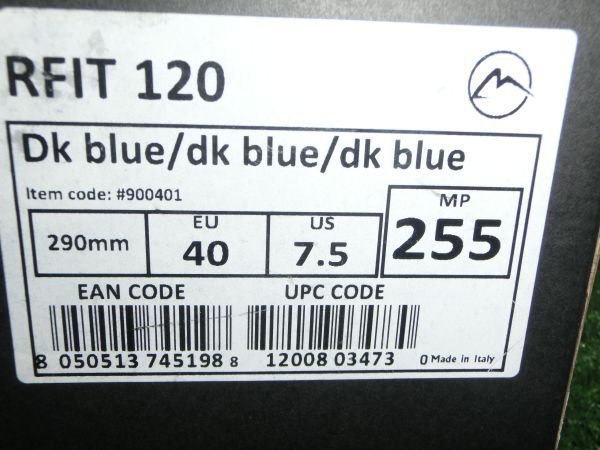 RFIT 120
Dk blue/dk blue/dk blue
Item code: #900401
290mm
EU
40
US
7.5
MP
255
EAN CODE
UPC CODE
8 050513 745198
8 12008 03473 0
Made in Italy